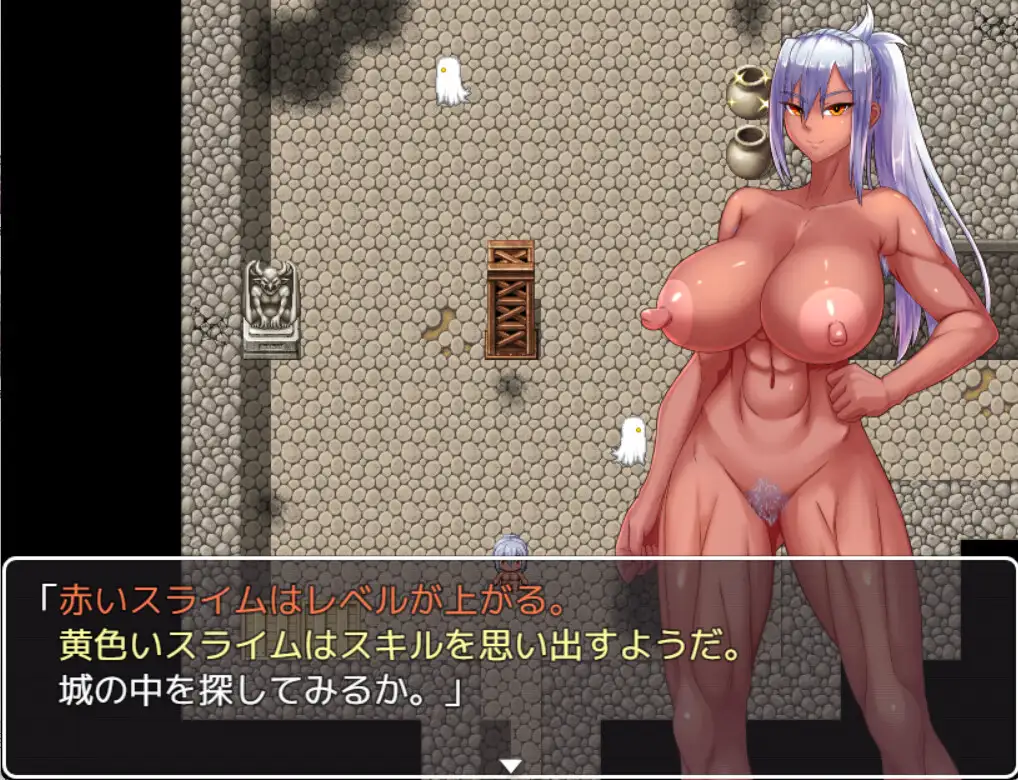 「赤いスライムはレベルが上がる。
黄色いスライムはスキルを思い出すようだ。
城の中を探してみるか。」